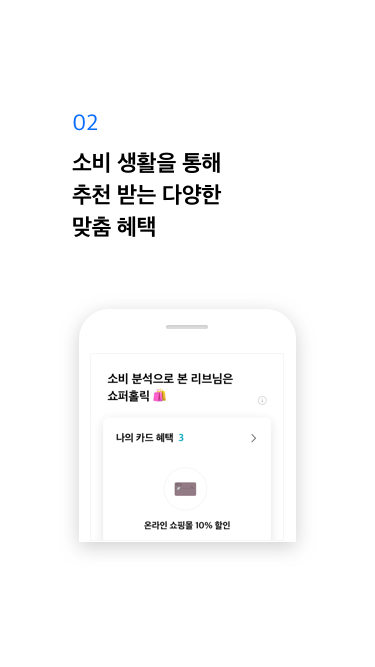 02
소비 생활을 통해
추천 받는 다양한
맞춤 혜택
소비 분석으로 본 리브님은
쇼퍼홀릭 🛍️
나의 카드 혜택 3
온라인 쇼핑몰 10% 할인